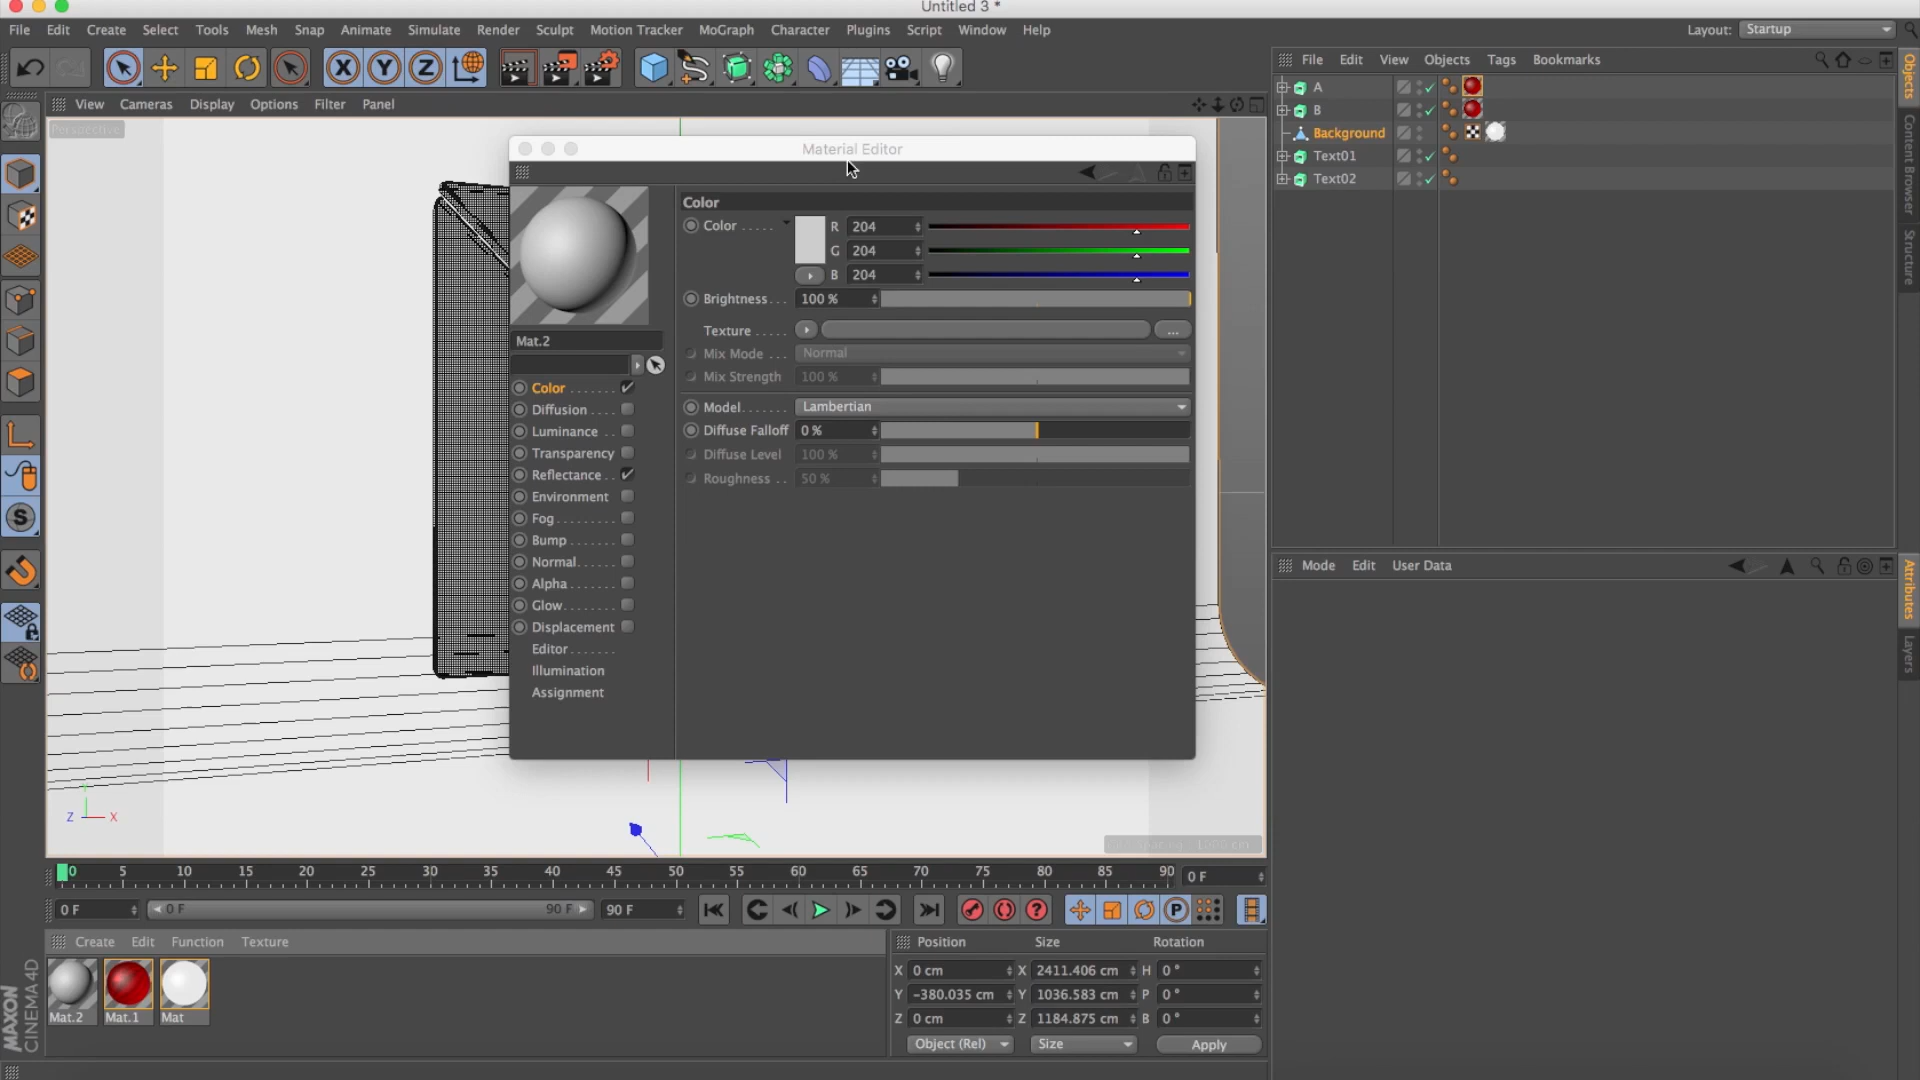 Untitled 3 *
File Edit Create Select Tools Mesh Snap Animate Simulate Render Sculpt Motion Tracker MoGraph Character Plugins Script Window Help Layout: Startup
File Edit View Objects Tags Bookmarks
View Cameras Display Options Filter Panel
Perspective
A
B
Background
Text01
Text02
Objects
Content Browser
Structure
Material Editor
Mat.2
Color ....... ✓
Diffusion ....
Luminance ..
Transparency
Reflectance .. ✓
Environment
Fog ........
Bump .......
Normal ......
Alpha .......
Glow ........
Displacement
Editor .......
Illumination
Assignment
Color
Color ..... R 204
G 204
B 204
Brightness ... 100 %
Texture ..... ...
Mix Mode ... Normal
Mix Strength 100 %
Model ....... Lambertian
Diffuse Falloff 0 %
Diffuse Level 100 %
Roughness .. 50 %
Mode Edit User Data
Attributes
Layers
Y
Z X
0 5 10 15 20 25 30 35 40 45 50 55 60 65 70 75 80 85 90 0 F
0 F 0 F 90 F 90 F
Create Edit Function Texture
Mat.2 Mat.1 Mat
MAXON
CINEMA 4D
Position Size Rotation
X 0 cm X 2411.406 cm H 0 °
Y -380.035 cm Y 1036.583 cm P 0 °
Z 0 cm Z 1184.875 cm B 0 °
Object (Rel) Size Apply